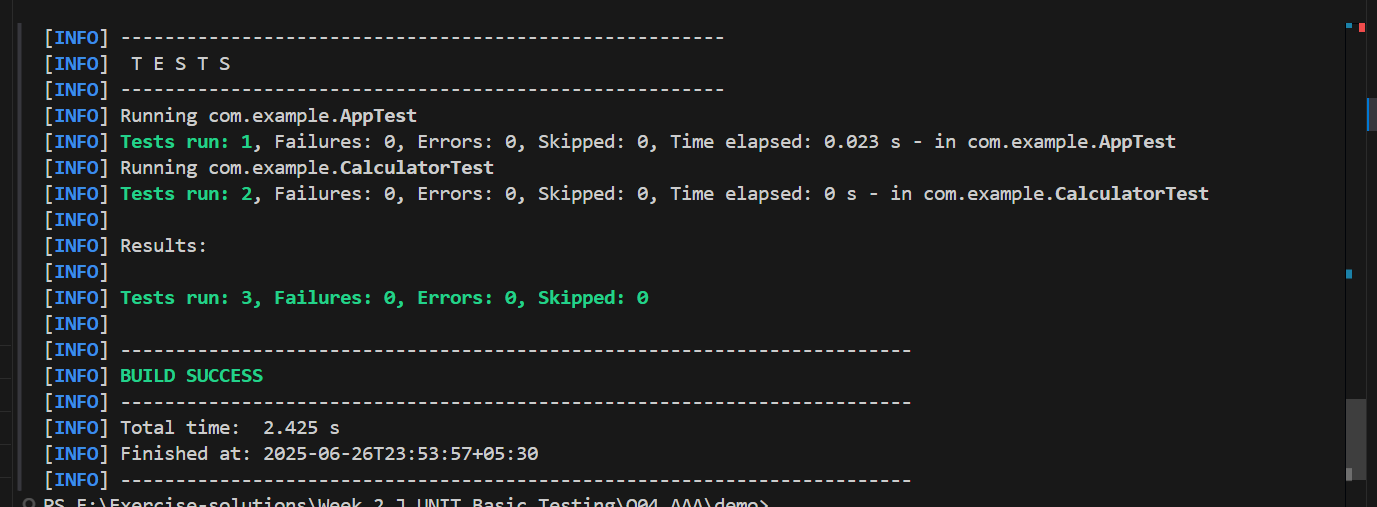 [INFO] -------------------------------------------------------
[INFO]  T E S T S
[INFO] -------------------------------------------------------
[INFO] Running com.example.AppTest
[INFO] Tests run: 1, Failures: 0, Errors: 0, Skipped: 0, Time elapsed: 0.023 s - in com.example.AppTest
[INFO] Running com.example.CalculatorTest
[INFO] Tests run: 2, Failures: 0, Errors: 0, Skipped: 0, Time elapsed: 0 s - in com.example.CalculatorTest
[INFO]
[INFO] Results:
[INFO]
[INFO] Tests run: 3, Failures: 0, Errors: 0, Skipped: 0
[INFO]
[INFO] ------------------------------------------------------------------------
[INFO] BUILD SUCCESS
[INFO] ------------------------------------------------------------------------
[INFO] Total time:  2.425 s
[INFO] Finished at: 2025-06-26T23:53:57+05:30
[INFO] ------------------------------------------------------------------------
PS E:\Exercise-solutions\Week 2 J UNIT Basic Testing\Q04 AAA\demo>